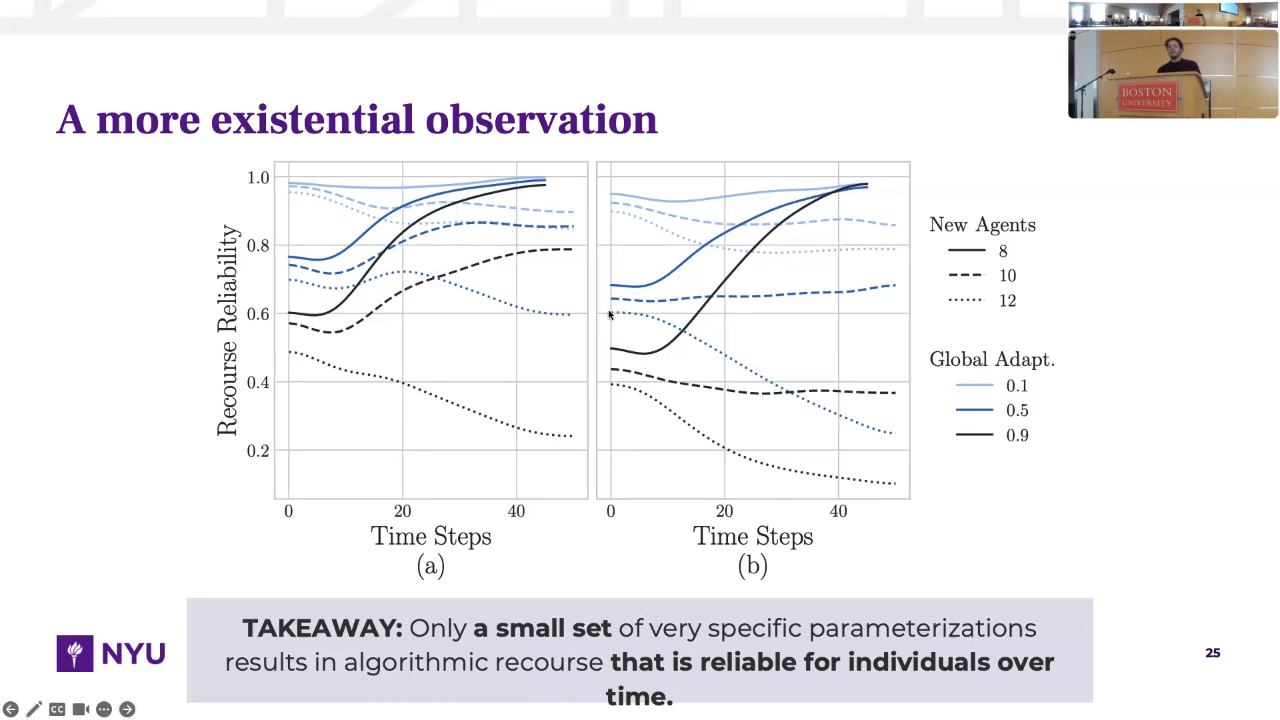 A more existential observation
BOSTON
UNIVERSITY
Recourse Reliability
1.0
0.8
0.6
0.4
0.2
0
20
40
Time Steps
(a)
0
20
40
Time Steps
(b)
New Agents
8
10
12
Global Adapt.
0.1
0.5
0.9
TAKEAWAY: Only a small set of very specific parameterizations
results in algorithmic recourse that is reliable for individuals over
time.
NYU
25
CC